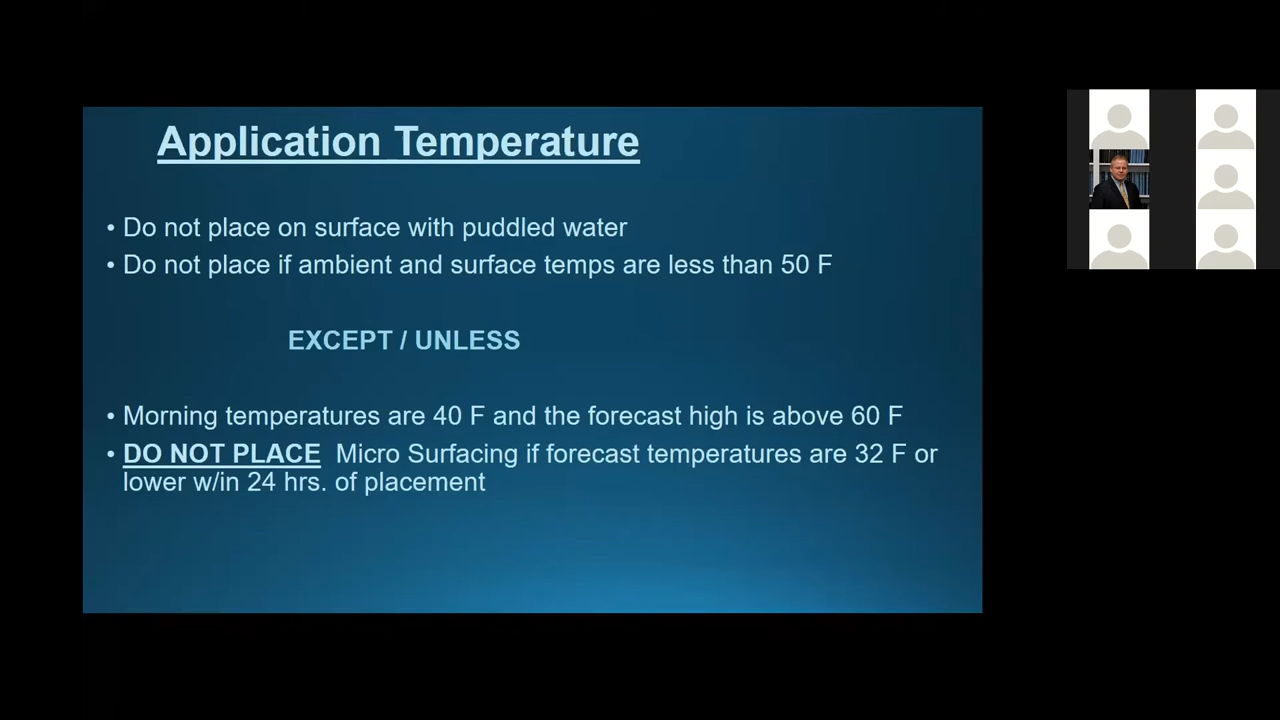 Application Temperature
• Do not place on surface with puddled water
• Do not place if ambient and surface temps are less than 50 F
EXCEPT / UNLESS
• Morning temperatures are 40 F and the forecast high is above 60 F
• DO NOT PLACE Micro Surfacing if forecast temperatures are 32 F or
lower w/in 24 hrs. of placement